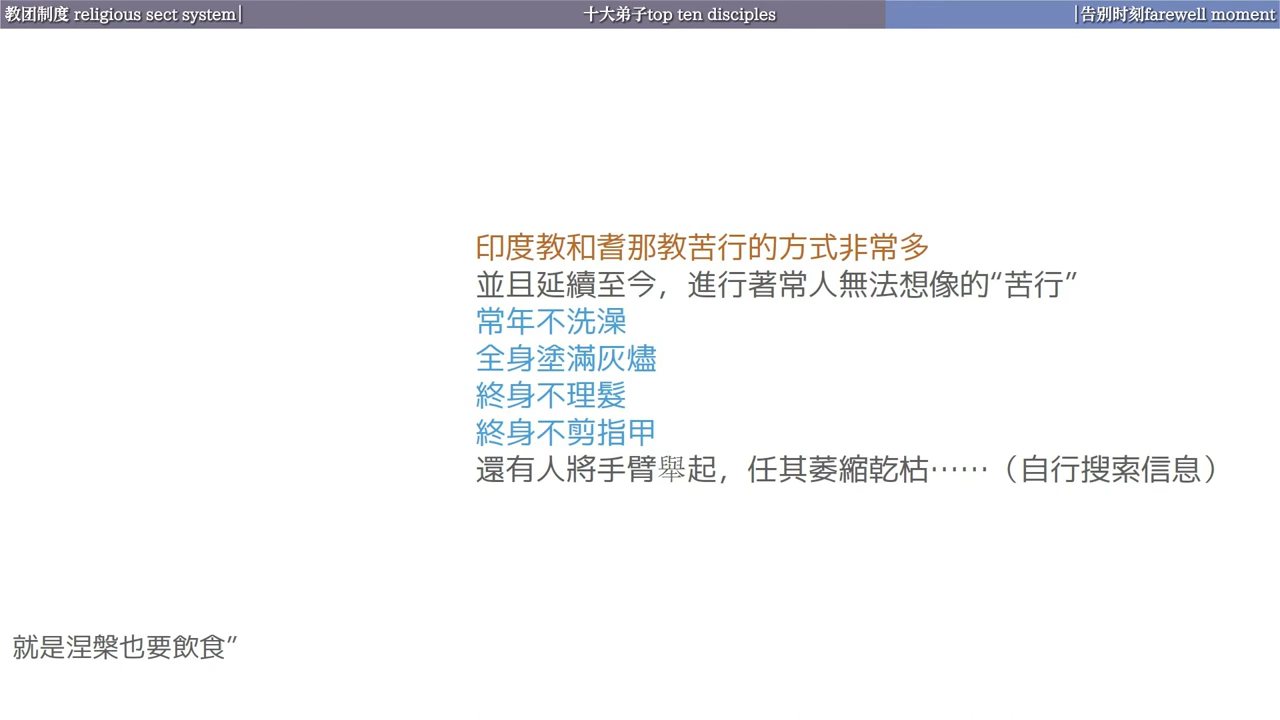 教团制度 religious sect system|
十大弟子top ten disciples
|告别时刻farewell moment
印度教和耆那教苦行的方式非常多
並且延續至今，進行著常人無法想像的“苦行”
常年不洗澡
全身塗滿灰燼
終身不理髮
終身不剪指甲
還有人將手臂舉起，任其萎縮乾枯……（自行搜索信息）
就是涅槃也要飲食”